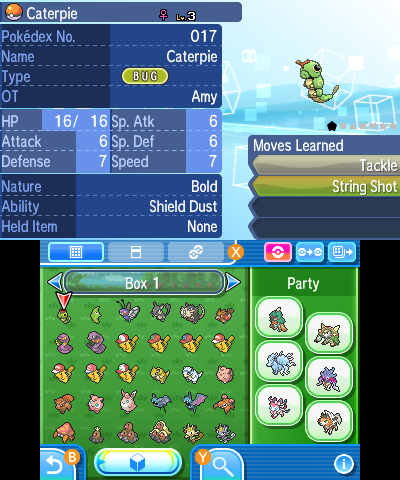 Caterpie Lv.3
Pokédex No. 017
Name Caterpie
Type BUG
OT Amy
HP 16/ 16 Sp. Atk 6
Attack 6 Sp. Def 6
Defense 7 Speed 7
Nature Bold
Ability Shield Dust
Held Item None
Moves Learned
Tackle
String Shot
X
Box 1
Party
B
Y
i